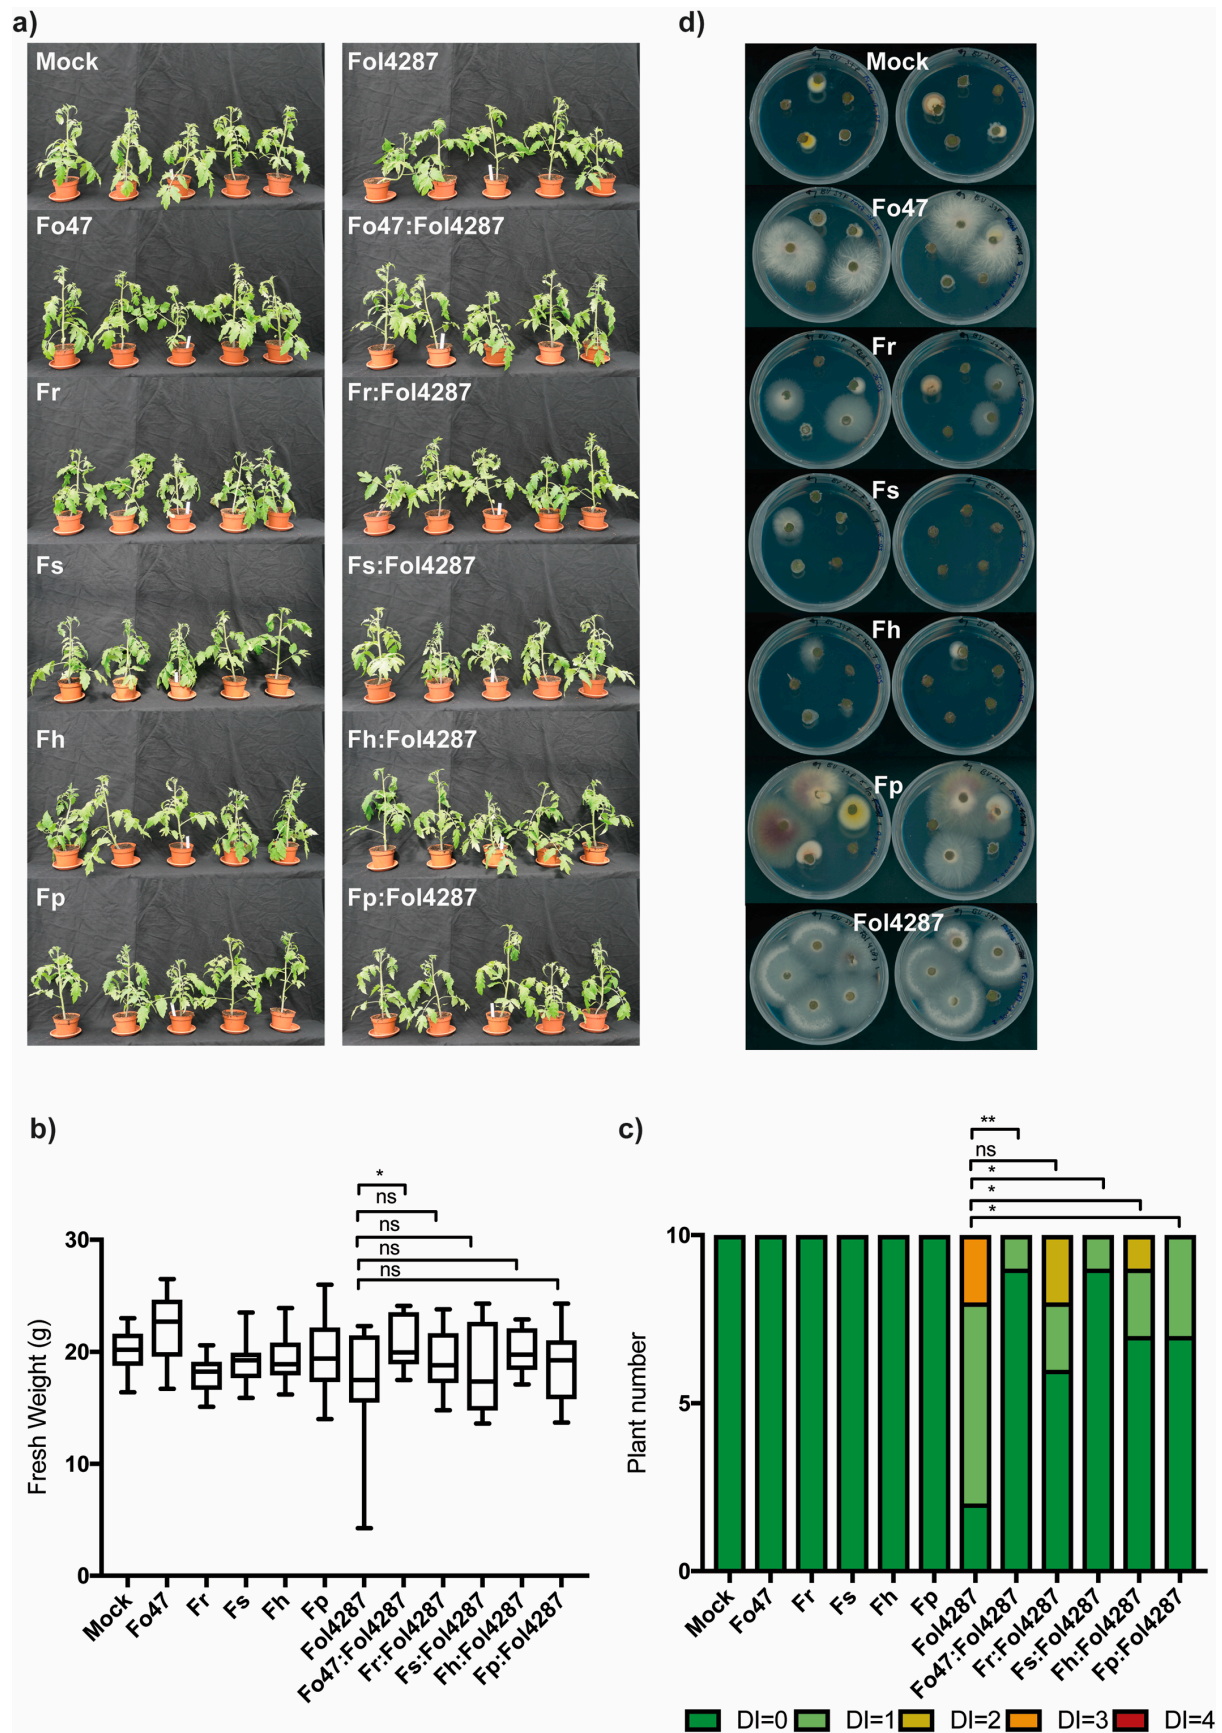 a)
Mock
Fol4287
Fo47
Fo47:Fol4287
Fr
Fr:Fol4287
Fs
Fs:Fol4287
Fh
Fh:Fol4287
Fp
Fp:Fol4287
d)
Mock
Fo47
Fr
Fs
Fh
Fp
Fol4287
b)
*
ns
ns
ns
ns
30
20
10
0
Fresh Weight (g)
Mock
Fo47
Fr
Fs
Fh
Fp
Fol4287
Fo47:Fol4287
Fr:Fol4287
Fs:Fol4287
Fh:Fol4287
Fp:Fol4287
c)
**
ns
*
*
*
10
5
0
Plant number
Mock
Fo47
Fr
Fs
Fh
Fp
Fol4287
Fo47:Fol4287
Fr:Fol4287
Fs:Fol4287
Fh:Fol4287
Fp:Fol4287
DI=0 DI=1 DI=2 DI=3 DI=4